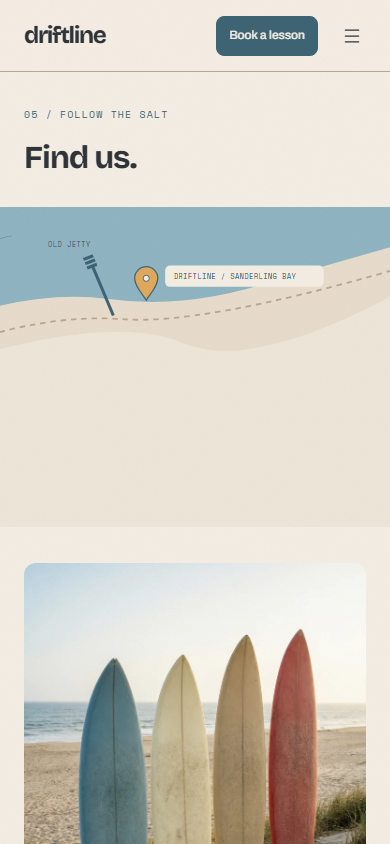 driftline
Book a lesson
05 / FOLLOW THE SALT
Find us.
OLD JETTY
DRIFTLINE / SANDERLING BAY